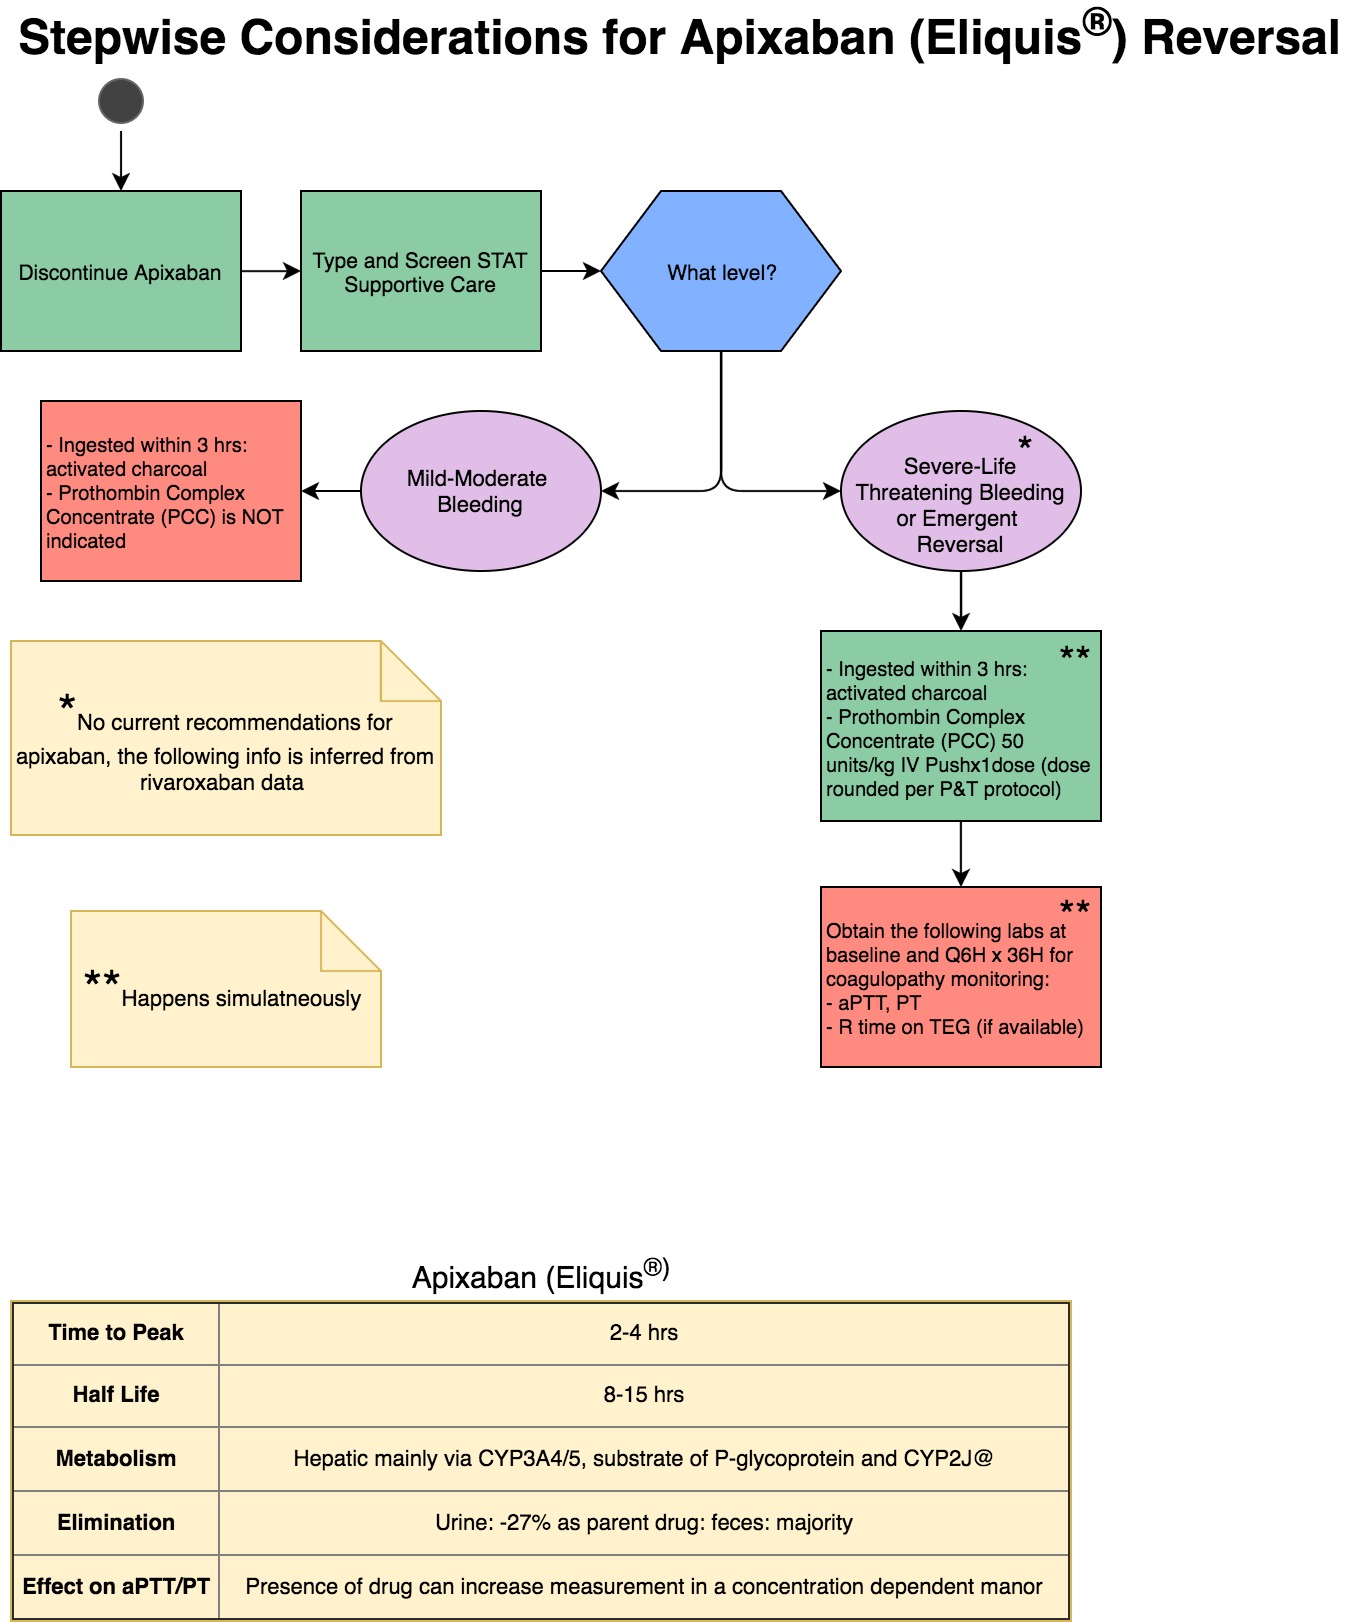 Stepwise Considerations for Apixaban (Eliquis®) Reversal
Discontinue Apixaban
Type and Screen STAT
Supportive Care
What level?
- Ingested within 3 hrs:
activated charcoal
- Prothombin Complex
Concentrate (PCC) is NOT
indicated
Mild-Moderate
Bleeding
*
Severe-Life
Threatening Bleeding
or Emergent
Reversal
**
- Ingested within 3 hrs:
activated charcoal
- Prothombin Complex
Concentrate (PCC) 50
units/kg IV Pushx1dose (dose
rounded per P&T protocol)
* No current recommendations for
apixaban, the following info is inferred from
rivaroxaban data
**
Obtain the following labs at
baseline and Q6H x 36H for
coagulopathy monitoring:
- aPTT, PT
- R time on TEG (if available)
** Happens simulatneously
Apixaban (Eliquis®)
Time to Peak 2-4 hrs
Half Life 8-15 hrs
Metabolism Hepatic mainly via CYP3A4/5, substrate of P-glycoprotein and CYP2J@
Elimination Urine: -27% as parent drug: feces: majority
Effect on aPTT/PT Presence of drug can increase measurement in a concentration dependent manor